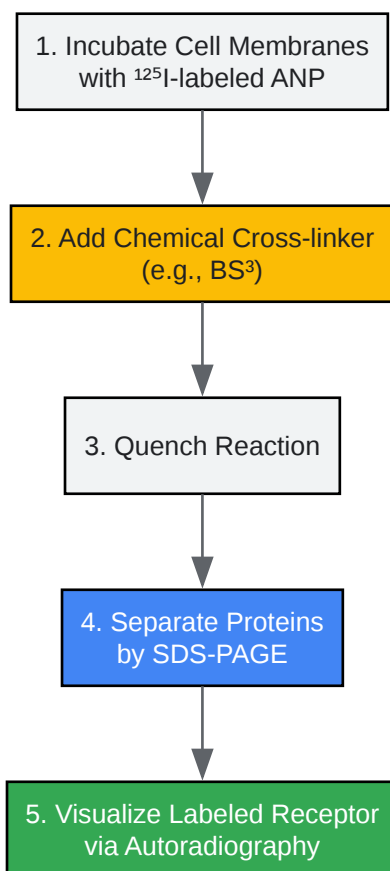 1. Incubate Cell Membranes
with ¹²⁵I-labeled ANP
2. Add Chemical Cross-linker
(e.g., BS³)
3. Quench Reaction
4. Separate Proteins
by SDS-PAGE
5. Visualize Labeled Receptor
via Autoradiography